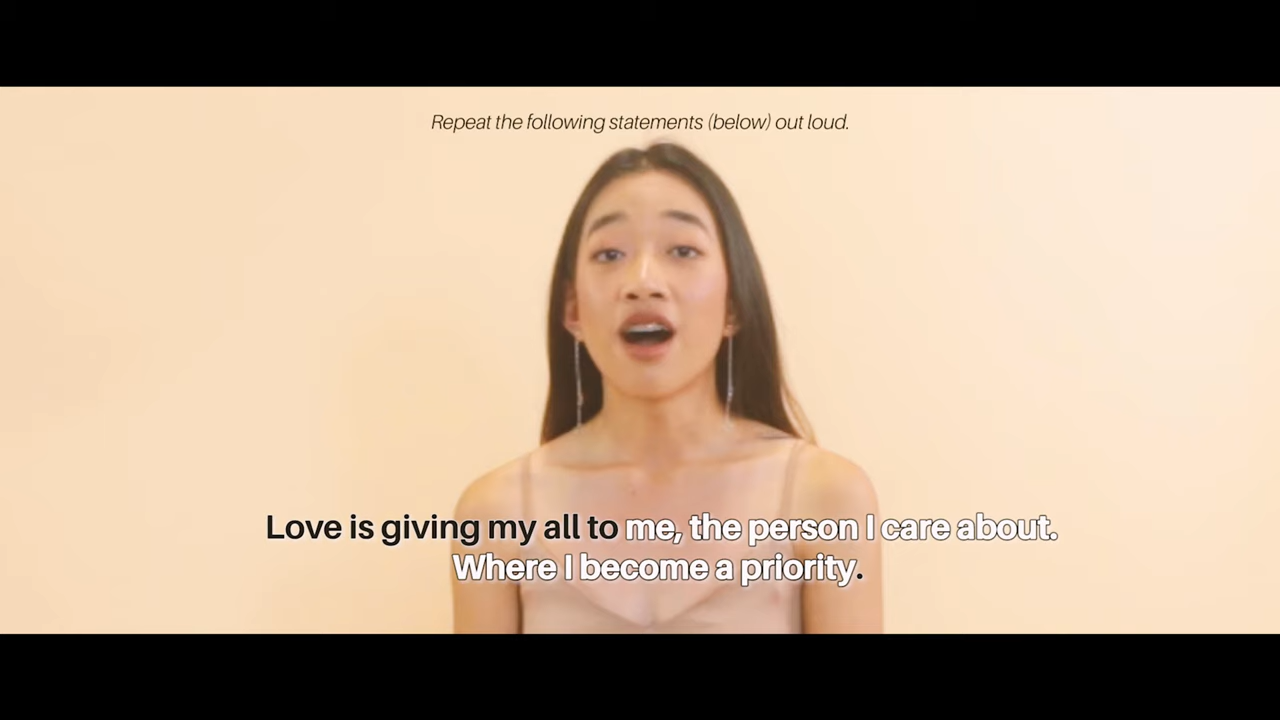 Repeat the following statements (below) out loud.
Love is giving my all to me, the person I care about.
Where I become a priority.